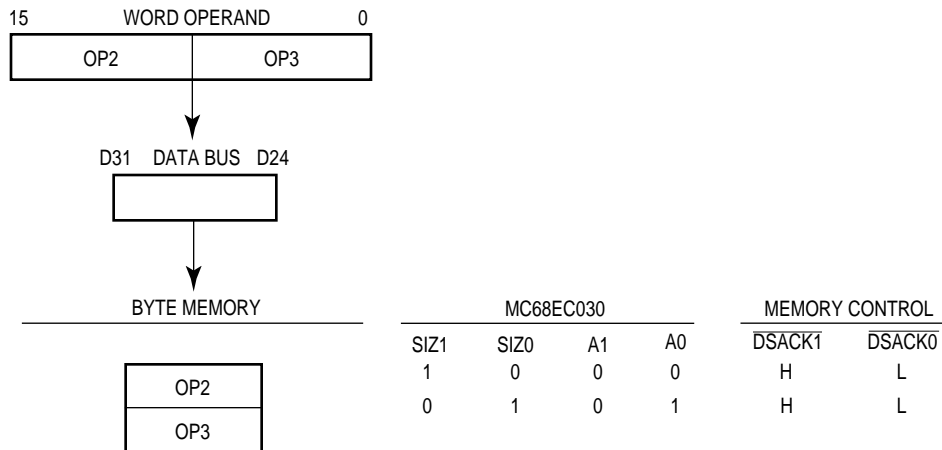 15 WORD OPERAND 0
OP2 OP3
D31 DATA BUS D24
BYTE MEMORY MC68EC030 MEMORY CONTROL
SIZ1 SIZ0 A1 A0 DSACK1 DSACK0
1 0 0 0 H L
OP2
0 1 0 1 H L
OP3